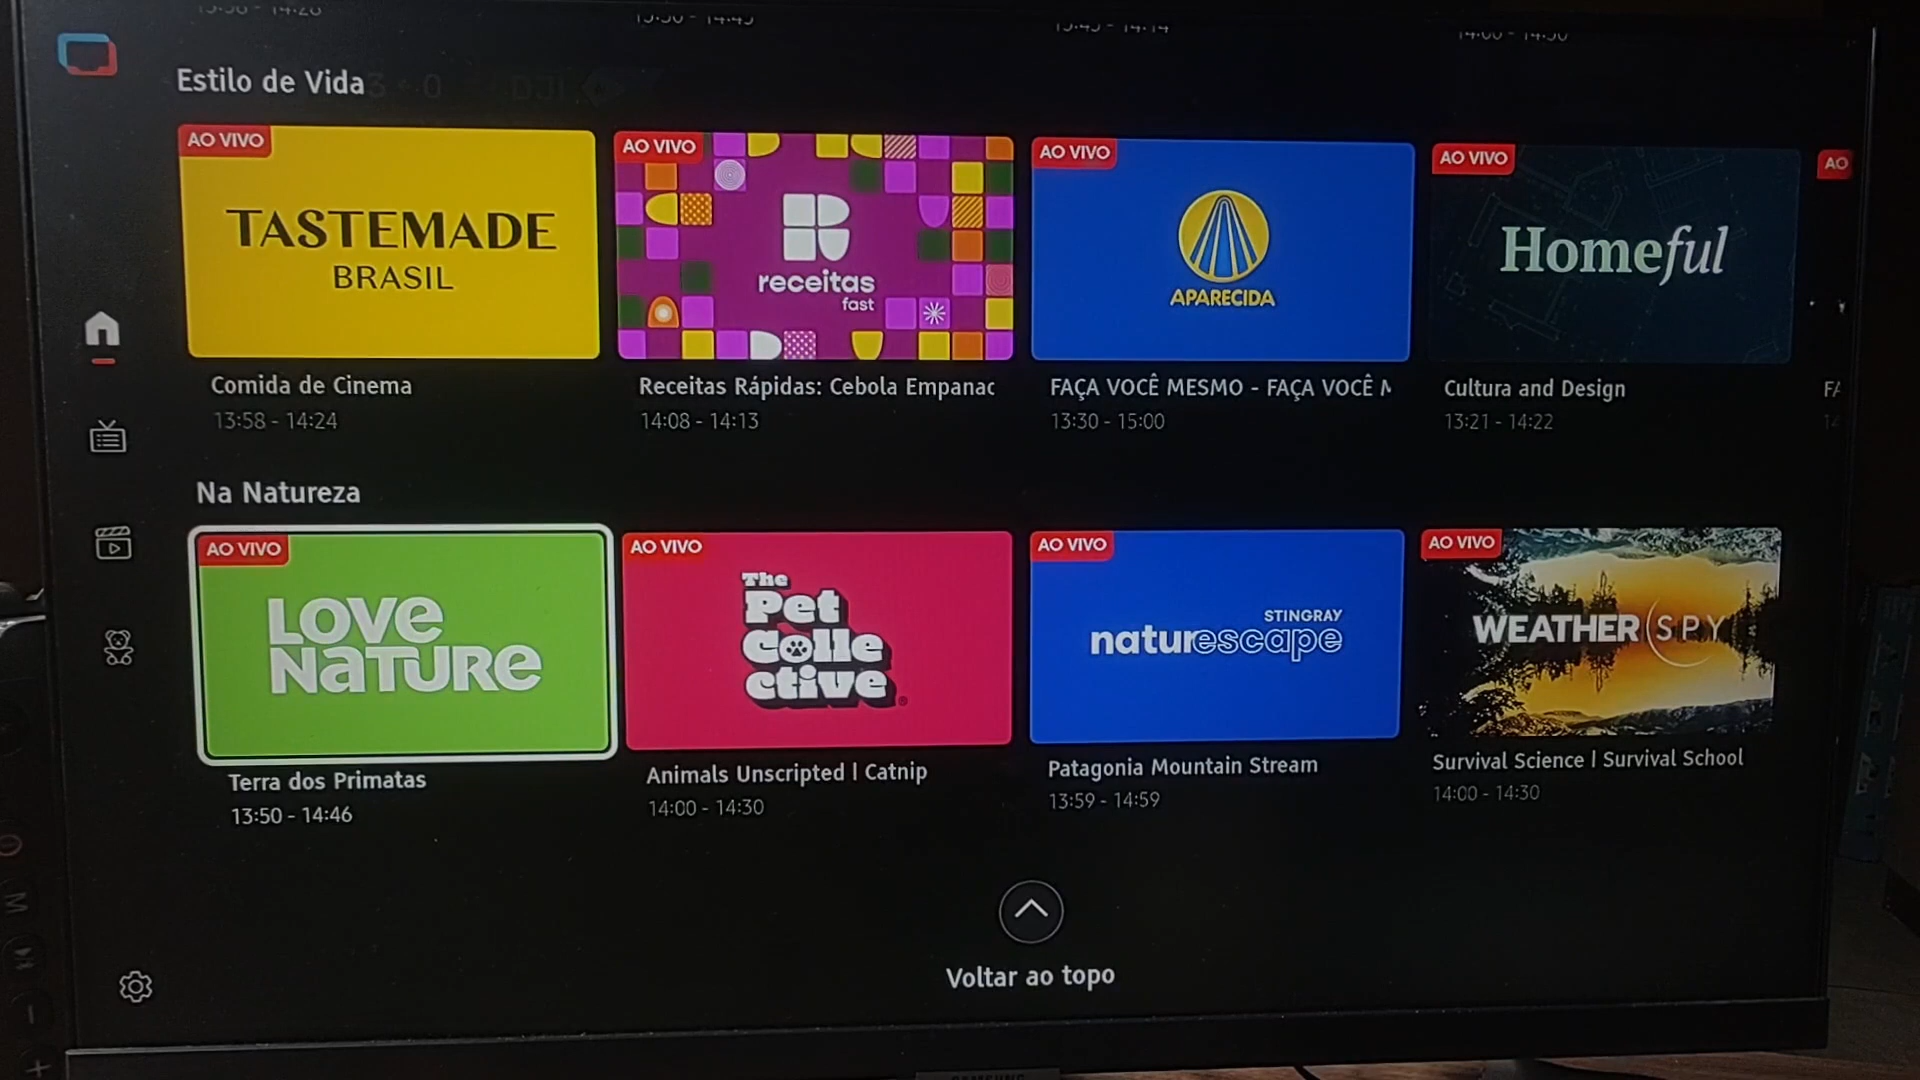 Estilo de Vida
AO VIVO
AO VIVO
AO VIVO
AO VIVO
AO
TASTEMADE
BRASIL
receitas
fast
APARECIDA
Homeful
Comida de Cinema
13:58 - 14:24
Receitas Rápidas: Cebola Empanac
14:08 - 14:13
FAÇA VOCÊ MESMO - FAÇA VOCÊ M
13:30 - 15:00
Cultura and Design
13:21 - 14:22
Na Natureza
AO VIVO
AO VIVO
AO VIVO
AO VIVO
LOVE
NaTURe
The
Pet
Colle
ctive
STINGRAY
naturescape
WEATHER SPY
Terra dos Primatas
13:50 - 14:46
Animals Unscripted | Catnip
14:00 - 14:30
Patagonia Mountain Stream
13:59 - 14:59
Survival Science | Survival School
14:00 - 14:30
Voltar ao topo